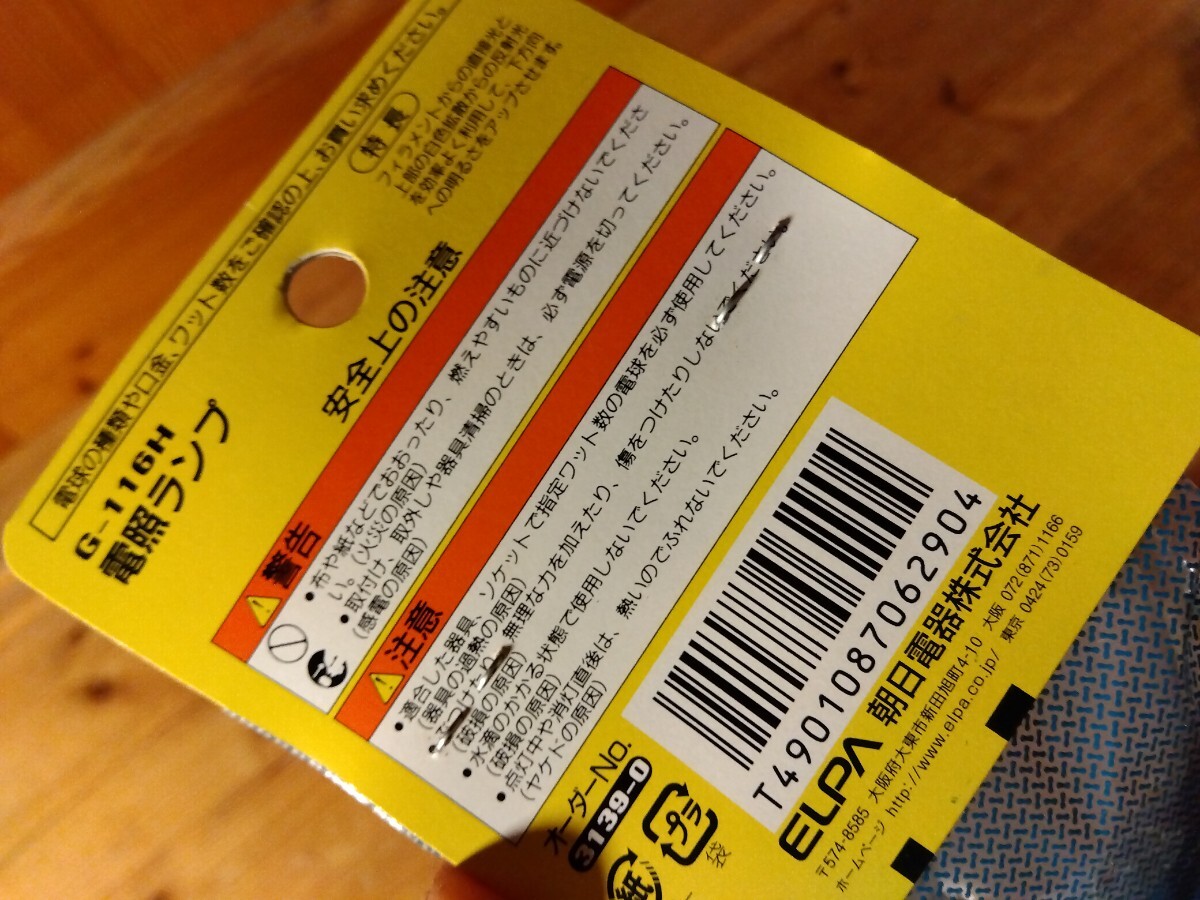 電球の種類や口金、ワット数をご確認の上、お買い求めください。
G-116H
電照ランプ
特長
フィラメントからの直接光と
上部の白色拡散からの反射光
を効率よく利用して、下方向
への明るさをアップさせます。
安全上の注意
警告
・布や紙などでおおったり、燃えやすいものに近づけないでくださ
い。(火災の原因)
・取付け、取外しや器具清掃のときは、必ず電源を切ってください。
(感電の原因)
注意
・適合した器具、ソケットで指定ワット数の電球を必ず使用してください。
(器具の過熱の原因)
無理な力を加えたり、傷をつけたりしないでください。
(破損の原因)
・水滴のかかる状態で使用しないでください。
(破損の原因)
・点灯中や消灯直後は、熱いのでふれないでください。
(ヤケドの原因)
オーダーNo.
3139-0
プラ
袋
紙
T4901087062904
ELPA 朝日電器株式会社
〒574-8585 大阪府大東市新田旭町4-10 大阪 072(871)1166
ホームページ http://www.elpa.co.jp/ 東京 0424(73)0159